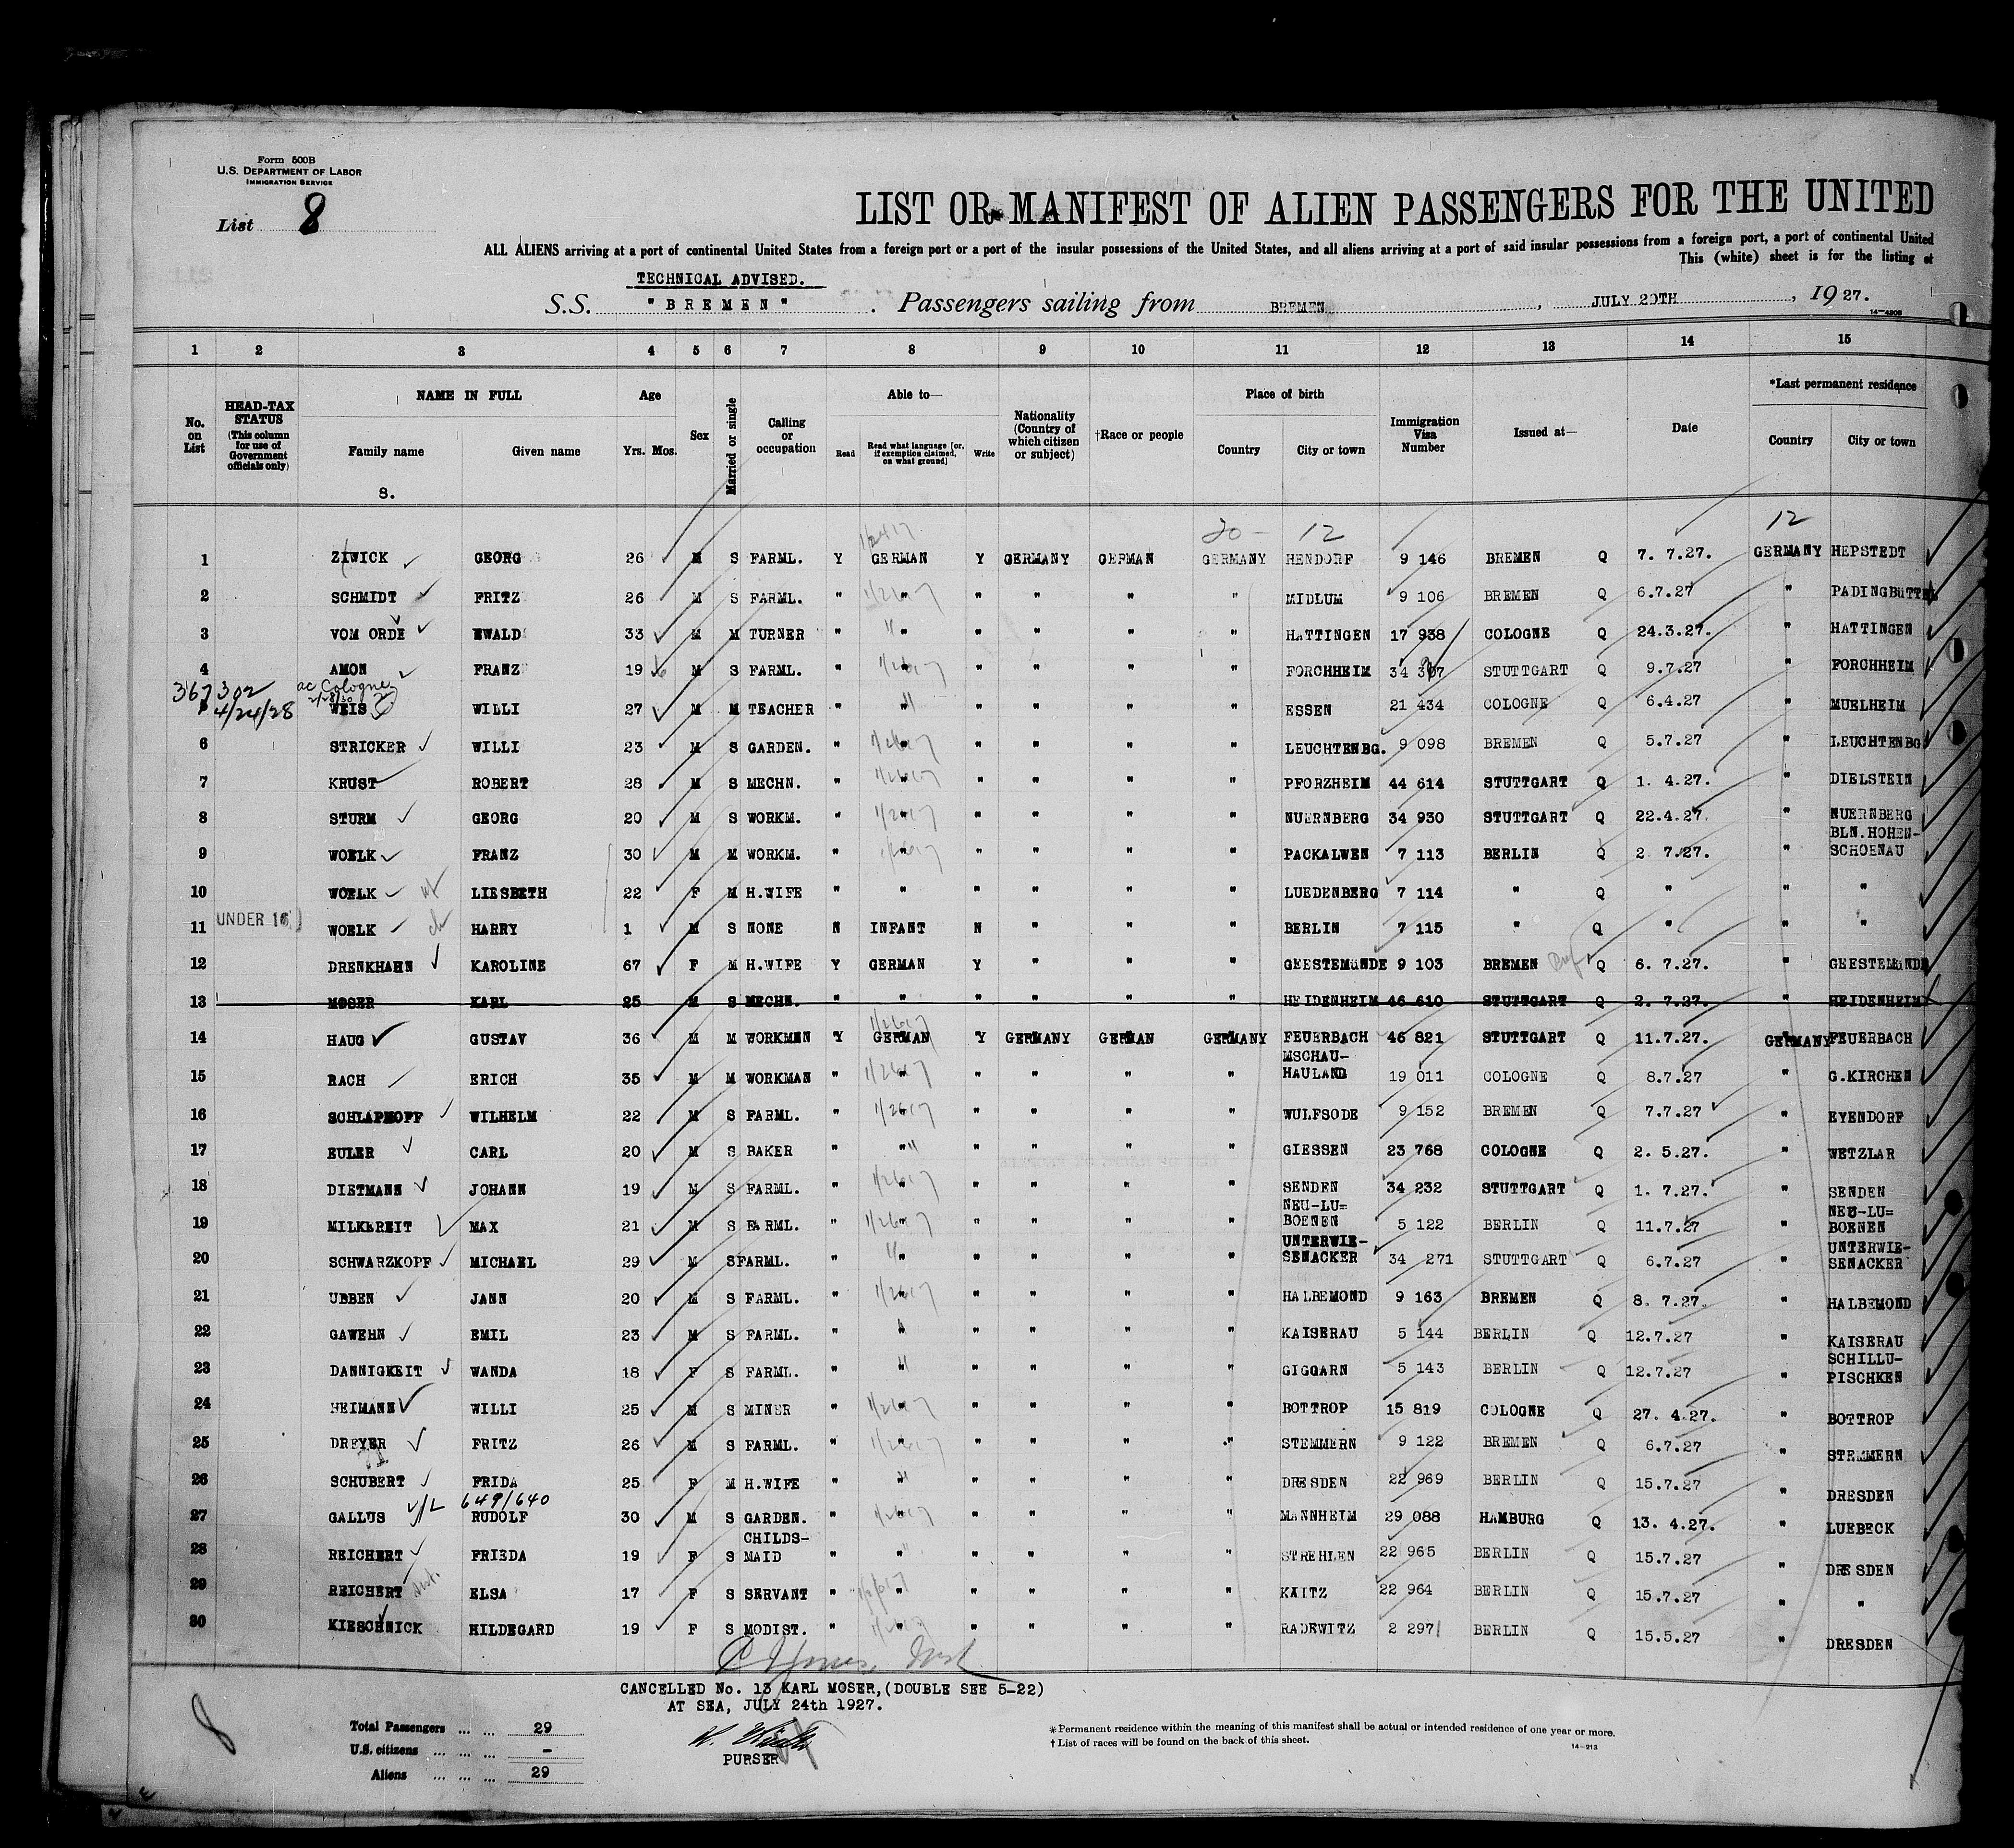 Form 500B
U.S. DEPARTMENT OF LABOR
IMMIGRATION SERVICE
List 8
LIST OR MANIFEST OF ALIEN PASSENGERS FOR THE UNITED
ALL ALIENS arriving at a port of continental United States from a foreign port or a port of the insular possessions of the United States, and all aliens arriving at a port of said insular possessions from a foreign port, a port of continental United
This (white) sheet is for the listing of
TECHNICAL ADVISED.
S.S. "BREMEN". Passengers sailing from BREMEN, JULY 20TH, 1927.
14-4208
1 2 3 4 5 6 7 8 9 10 11 12 13 14 15
No. on List
HEAD-TAX STATUS (This column for use of Government officials only)
NAME IN FULL
Family name Given name
8.
Age
Yrs. Mos.
Sex
Married or single
Calling or occupation
Able to—
Read Read what language [or, if exemption claimed, on what ground] Write
Nationality (Country of which citizen or subject)
†Race or people
Place of birth
Country City or town
Immigration Visa Number
Issued at—
Date
*Last permanent residence
Country City or town
20- 12 12
1 ZIWICK GEORG 26 M S FARML. Y GERMAN Y GERMANY GERMAN GERMANY HENDORF 9 146 BREMEN Q 7. 7.27. GERMANY HEPSTEDT
2 SCHMIDT FRITZ 26 M S FARML. " " " " " " MIDLUM 9 106 BREMEN Q 6.7.27 " PADINGBÜTTEL
3 VOM ORDE EWALD 33 M M TURNER " " " " " " HATTINGEN 17 938 COLOGNE Q 24.3.27. " HATTINGEN
4 AMON FRANZ 19 M S FARML. " " " " " " FORCHHEIM 34 307 STUTTGART Q 9.7.27 " FORCHHEIM
367302 ac Cologne
4/24/28 2/28/30
WEIS WILLI 27 M M TEACHER " " " " " ESSEN 21 434 COLOGNE Q 6.4.27 " MUELHEIM
6 STRICKER WILLI 23 M S GARDEN. " " " " " " LEUCHTENBG. 9 098 BREMEN Q 5.7.27 " LEUCHTENBG
7 KRUST ROBERT 28 M S MECHN. " " " " " " PFORZHEIM 44 614 STUTTGART Q 1. 4.27. " DIELSTEIN
8 STURM GEORG 20 M S WORKM. " " " " " " NUERNBERG 34 930 STUTTGART Q 22.4.27. " NUERNBERG
9 WOELK FRANZ 30 M M WORKM. " " " " " " PACKALWEN 7 113 BERLIN Q 2 7.27. " BLN.HOHEN-SCHOENAU
10 WOELK LIESBETH 22 F M H.WIFE " " " " " " LUEDENBERG 7 114 " Q " " "
UNDER 16
11 WOELK HARRY 1 M S NONE N INFANT N " " " BERLIN 7 115 " Q " " "
12 DRENKHAHN KAROLINE 67 F M H.WIFE Y GERMAN Y " " " GEESTEMÜNDE 9 103 BREMEN Q 6. 7.27. " GEESTEMÜNDE
13 MOSER KARL 25 M S MECHN. " " " " " " HEIDENHEIM 46 610 STUTTGART Q 2. 7.27. " HEIDENHEIM
14 HAUG GUSTAV 36 M M WORKMEN Y GERMAN Y GERMANY GERMAN GERMANY FEUERBACH 46 821 STUTTGART Q 11.7.27. GERMANY FEUERBACH
15 RACH ERICH 35 M M WORKMAN " " " " " " MSCHAU-HAULAND 19 011 COLOGNE Q 8.7.27 " G.KIRCHEN
16 SCHLAPHOFF WILHELM 22 M S FARML. " " " " " " WULFSODE 9 152 BREMEN Q 7.7.27 " EYENDORF
17 EULER CARL 20 M S BAKER " " " " " " GIESSEN 23 768 COLOGNE Q 2. 5.27. " WETZLAR
18 DIETMANN JOHANN 19 M S FARML. " " " " " " SENDEN 34 232 STUTTGART Q 1. 7.27. " SENDEN
19 MILKEREIT MAX 21 M S FARML. " " " " " " NEU-LU=BOENEN 5 122 BERLIN Q 11.7.27 " NEU-LU=BOENEN
20 SCHWARZKOPF MICHAEL 29 M S FARML. " " " " " " UNTERWIE-SENACKER 34 271 STUTTGART Q 6.7.27 " UNTERWIE-SENACKER
21 UBBEN JANN 20 M S FARML. " " " " " " HALBEMOND 9 163 BREMEN Q 8. 7.27. " HALBEMOND
22 GAWEHN EMIL 23 M S FARML. " " " " " " KAISERAU 5 144 BERLIN Q 12.7.27 " KAISERAU
23 DANNIGKEIT WANDA 18 F S FARML. " " " " " " GIGGARN 5 143 BERLIN Q 12.7.27 " SCHILLU-PISCHKEN
24 HEIMANN WILLI 25 M S MINER " " " " " " BOTTROP 15 819 COLOGNE Q 27. 4.27. " BOTTROP
25 DREYER FRITZ 26 M S FARML. " " " " " " STEMMERN 9 122 BREMEN Q 6.7.27 " STEMMERN
26 SCHUBERT FRIDA 25 F M H.WIFE " " " " " " DRESDEN 22 969 BERLIN Q 15.7.27 " DRESDEN
649/640
27 GALLUS RUDOLF 30 M S GARDEN. " " " " " " MANNHEIM 29 088 HAMBURG Q 13. 4.27. " LUEBECK
28 REICHERT FRIEDA 19 F S CHILDS-MAID " " " " " " STREHLEN 22 965 BERLIN Q 15.7.27 " DRESDEN
29 REICHERT ELSA 17 F S SERVANT " " " " " " KAITZ 22 964 BERLIN Q 15.7.27 " "
30 KIESCHNICK HILDEGARD 19 F S MODIST. " " " " " " RADEWITZ 2 297 BERLIN Q 15.5.27 " DRESDEN
CANCELLED No. 13 KARL MOSER,(DOUBLE SEE 5-22)
AT SEA, JULY 24th 1927.
8
Total Passengers ... ... 29
U.S. citizens ... ... ... -
Aliens ... ... ... 29
PURSER
*Permanent residence within the meaning of this manifest shall be actual or intended residence of one year or more.
†List of races will be found on the back of this sheet.
14-213